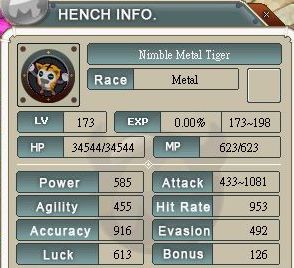 HENCH INFO.
Nimble Metal Tiger
Race Metal
LV 173 EXP 0.00% 173~198
HP 34544/34544 MP 623/623
Power 585 Attack 433~1081
Agility 455 Hit Rate 953
Accuracy 916 Evasion 492
Luck 613 Bonus 126